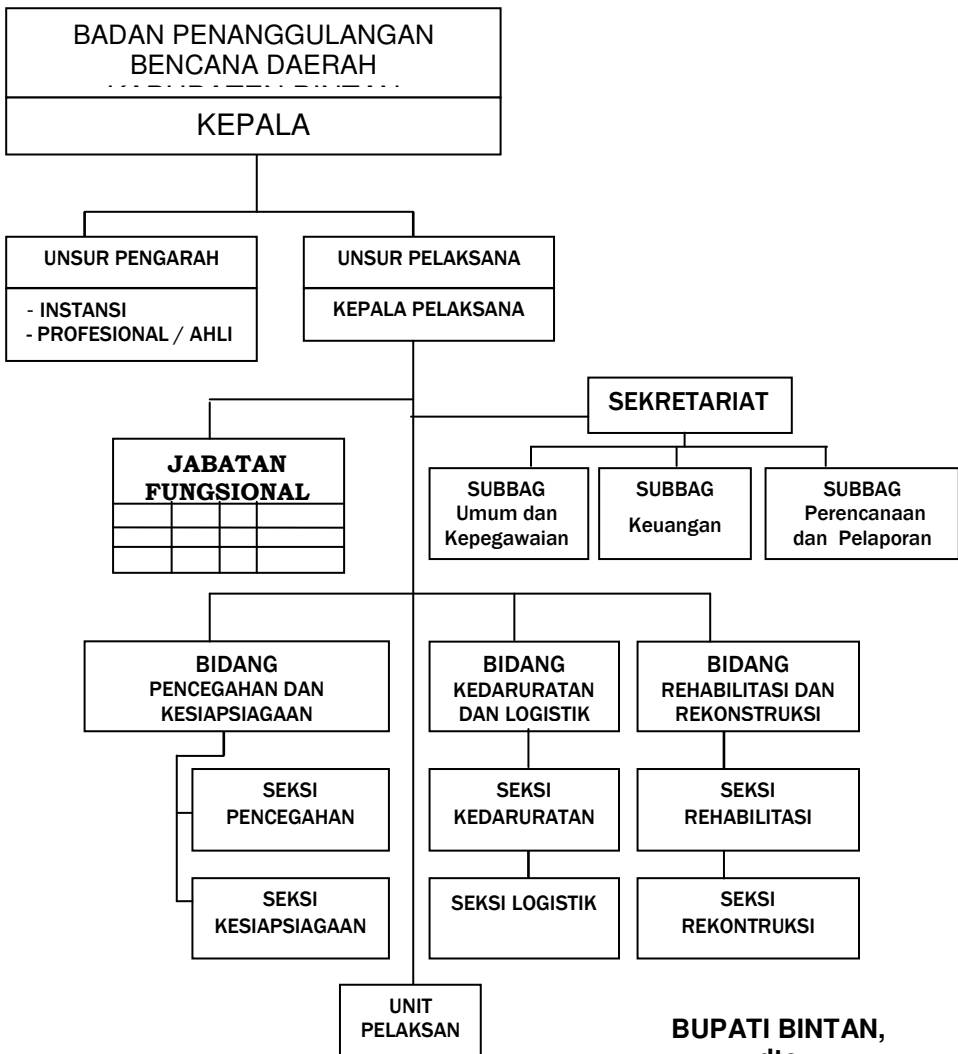 BADAN PENANGGULANGAN
BENCANA DAERAH
KABUPATEN BINTAN
KEPALA
UNSUR PENGARAH
- INSTANSI
- PROFESIONAL / AHLI
UNSUR PELAKSANA
KEPALA PELAKSANA
SEKRETARIAT
JABATAN
FUNGSIONAL
SUBBAG
Umum dan
Kepegawaian
SUBBAG
Keuangan
SUBBAG
Perencanaan
dan Pelaporan
BIDANG
PENCEGAHAN DAN
KESIAPSIAGAAN
BIDANG
KEDARURATAN
DAN LOGISTIK
BIDANG
REHABILITASI DAN
REKONSTRUKSI
SEKSI
PENCEGAHAN
SEKSI
KEDARURATAN
SEKSI
REHABILITASI
SEKSI
KESIAPSIAGAAN
SEKSI LOGISTIK
SEKSI
REKONTRUKSI
UNIT
PELAKSAN
BUPATI BINTAN,